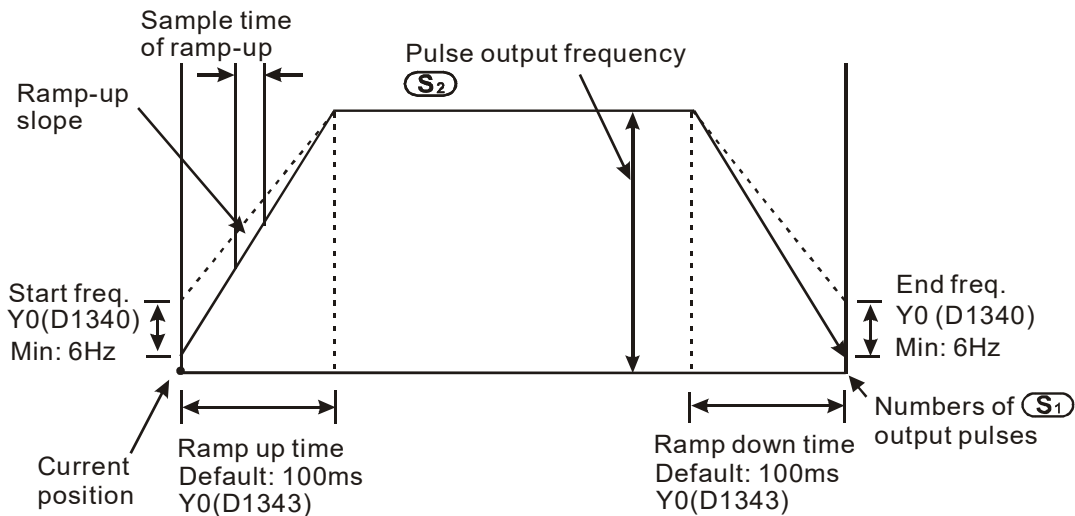 Sample time
of ramp-up
Pulse output frequency
S2
Ramp-up
slope
Start freq.
Y0(D1340)
Min: 6Hz
End freq.
Y0 (D1340)
Min: 6Hz
Current
position
Ramp up time
Default: 100ms
Y0(D1343)
Ramp down time
Default: 100ms
Y0(D1343)
Numbers of S1
output pulses